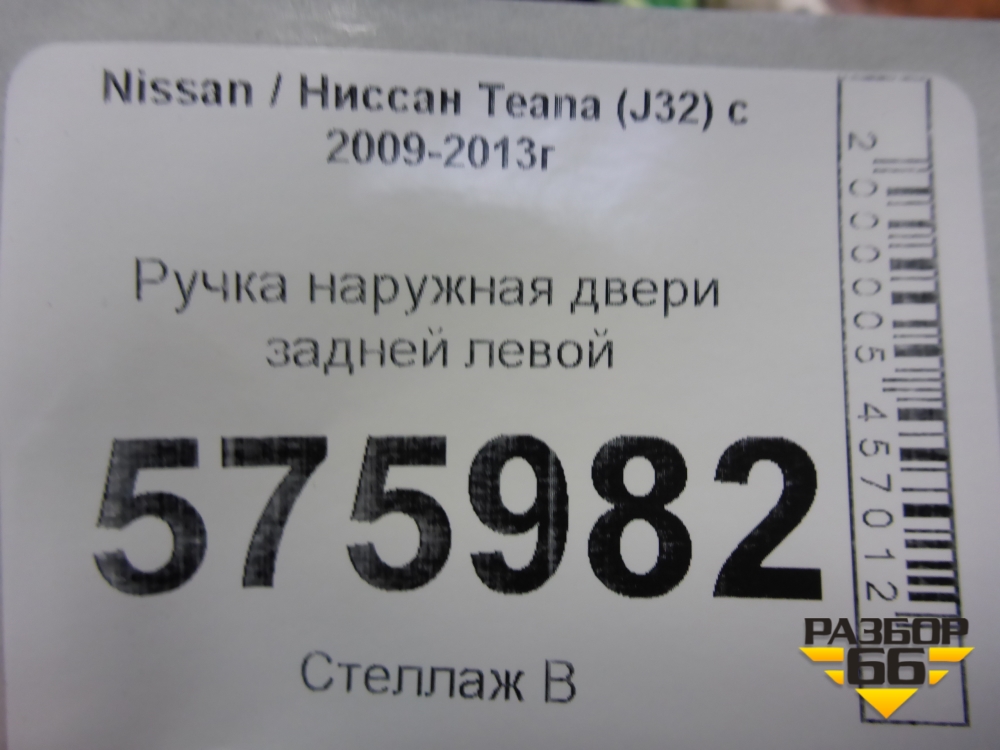 Nissan / Ниссан Teana (J32) с
2009-2013г
Ручка наружная двери
задней левой
575982
Стеллаж В
2000005457012
РАЗБОР
66